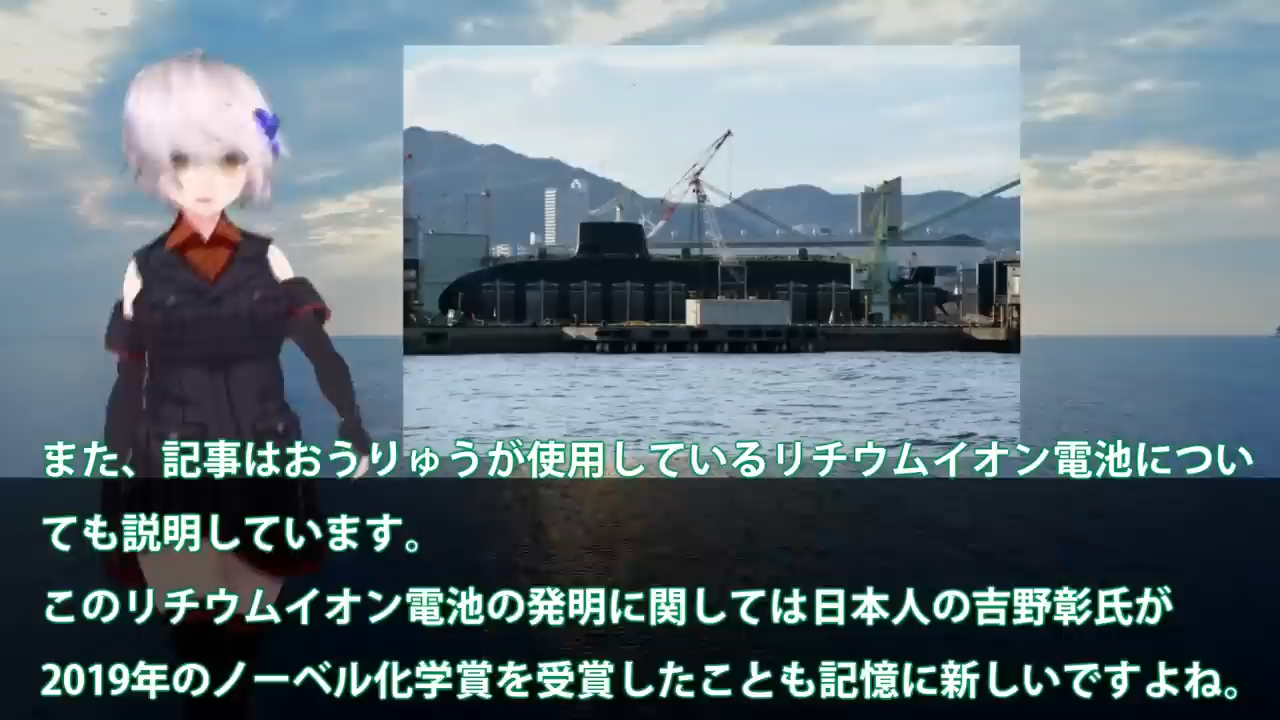 また、記事はおうりゅうが使用しているリチウムイオン電池につい
ても説明しています。
このリチウムイオン電池の発明に関しては日本人の吉野彰氏が
2019年のノーベル化学賞を受賞したことも記憶に新しいですよね。